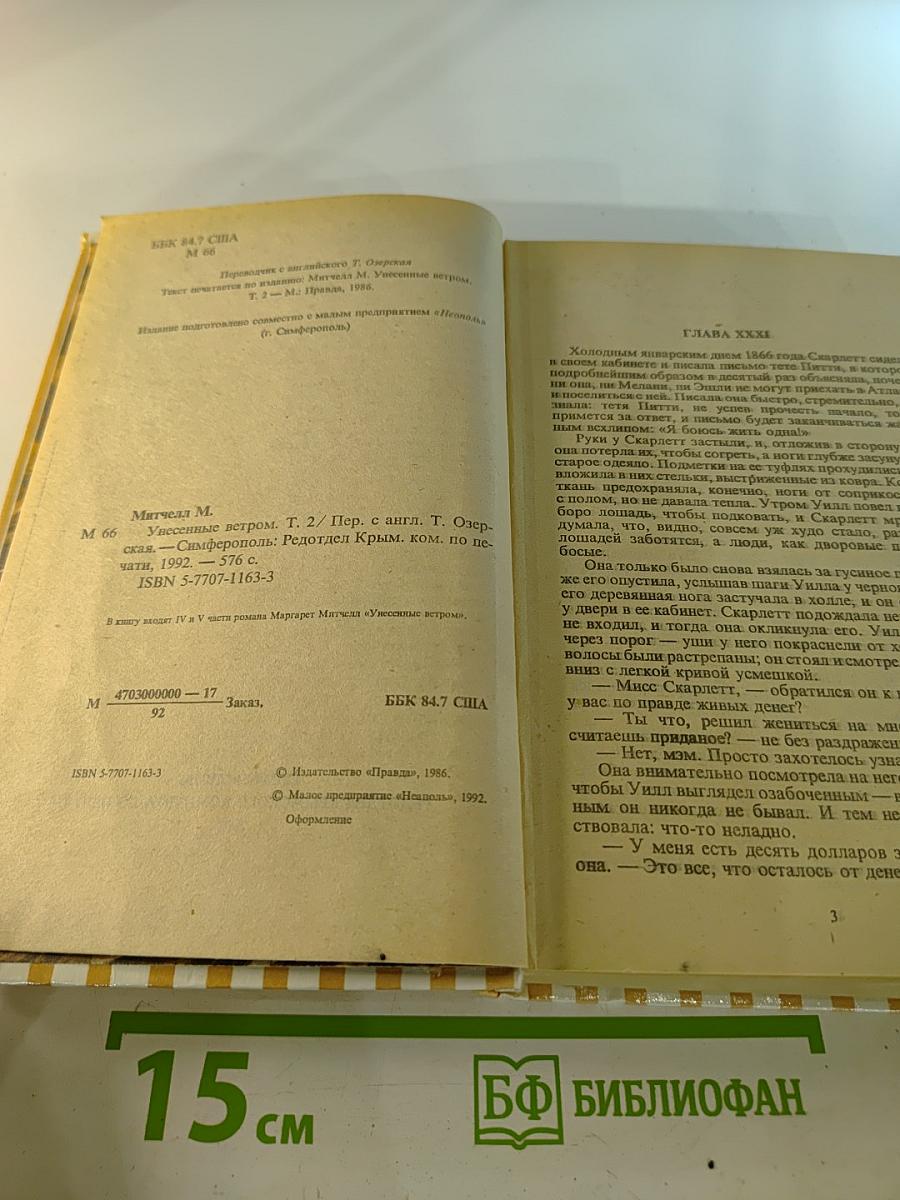 ББК 84.7 США
М 66
Переводчик с английского Т. Озерская
Текст печатается по изданию: Митчелл М. Унесенные ветром.
Т. 2 — М.: Правда, 1986.
Издание подготовлено совместно с малым предприятием «Неаполь»
(г. Симферополь)
Митчелл М.
М 66 Унесенные ветром. Т. 2/ Пер. с англ. Т. Озер-
ская. — Симферополь: Редотдел Крым. ком. по пе-
чати, 1992. — 576 с.
ISBN 5-7707-1163-3
В книгу входят IV и V части романа Маргарет Митчелл «Унесенные ветром».
М 4703000000 — 17 Заказ.
92
ББК 84.7 США
ISBN 5-7707-1163-3
© Издательство «Правда», 1986.
© Малое предприятие «Неаполь», 1992.
Оформление
ГЛАВА XXXI
Холодным январским днем 1866 года Скарлетт сиде
в своем кабинете и писала письмо тете Питти, в которо
подробнейшим образом в десятый раз объясняла, поче
ни она, ни Мелани, ни Эшли не могут приехать в Атла
и поселиться с ней. Писала она быстро, стремительно,
знала: тетя Питти, не успев прочесть начало, то
примется за ответ, и письмо будет заканчиваться жа
ным всхлипом: «Я боюсь жить одна!»
Руки у Скарлетт застыли, и, отложив в сторону
она потерла их, чтобы согреть, а ноги глубже засуну
старое одеяло. Подметки на ее туфлях прохудились
вложила в них стельки, выстриженные из ковра. Ко
ткань предохраняла, конечно, ноги от соприкос
с полом, но не давала тепла. Утром Уилл повел
боро лошадь, чтобы подковать, и Скарлетт мр
думала, что, видно, совсем уж худо стало, ра
лошадей заботятся, а люди, как дворовые п
босые.
Она только было снова взялась за гусиное п
же его опустила, услышав шаги Уилла у черног
его деревянная нога застучала в холле, и он
у двери в ее кабинет. Скарлетт подождала не
не входил, и тогда она окликнула его. Уил
через порог — уши у него покраснели от х
волосы были растрепаны; он стоял и смотре
вниз с легкой кривой усмешкой.
— Мисс Скарлетт, — обратился он к н
у вас по правде живых денег?
— Ты что, решил жениться на мне
считаешь приданое? — не без раздражен
— Нет, мэм. Просто захотелось узна
Она внимательно посмотрела на него
чтобы Уилл выглядел озабоченным — в
ным он никогда не бывал. И тем не
ствовала: что-то неладно.
— У меня есть десять долларов з
она. — Это все, что осталось от дене
3
15 см
БФ БИБЛИОФАН